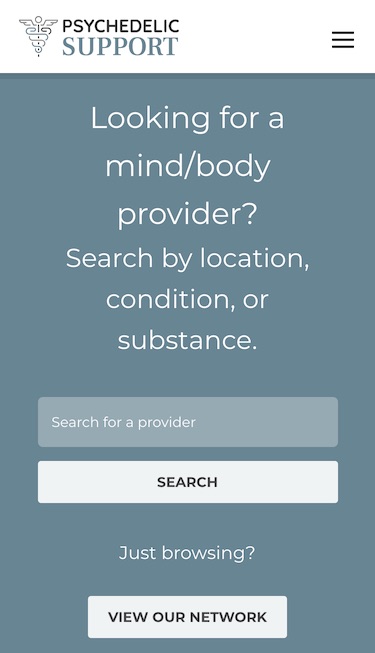 PSYCHEDELIC
SUPPORT
Looking for a
mind/body
provider?
Search by location,
condition, or
substance.
Search for a provider
SEARCH
Just browsing?
VIEW OUR NETWORK